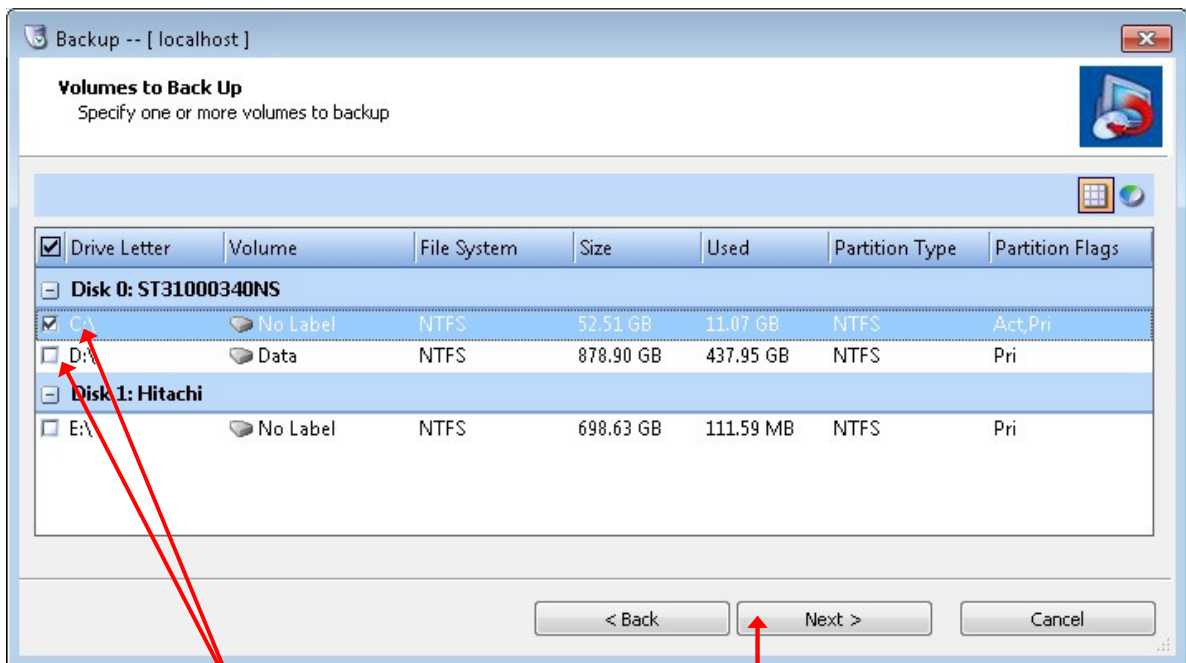 Backup -- [ localhost ]
Volumes to Back Up
Specify one or more volumes to backup
Drive Letter Volume File System Size Used Partition Type Partition Flags
Disk 0: ST31000340NS
C:\ No Label NTFS 52.51 GB 11.07 GB NTFS Act,Pri
D:\ Data NTFS 878.90 GB 437.95 GB NTFS Pri
Disk 1: Hitachi
E:\ No Label NTFS 698.63 GB 111.59 MB NTFS Pri
< Back Next > Cancel